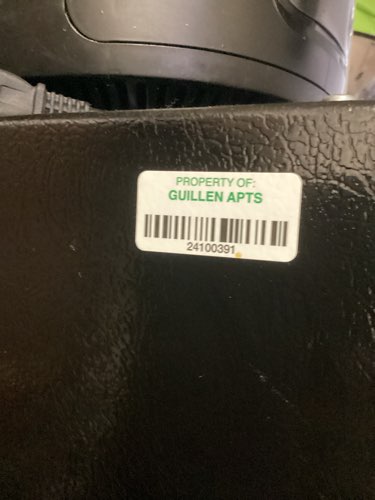 PROPERTY OF:
GUILLEN APTS
24100391